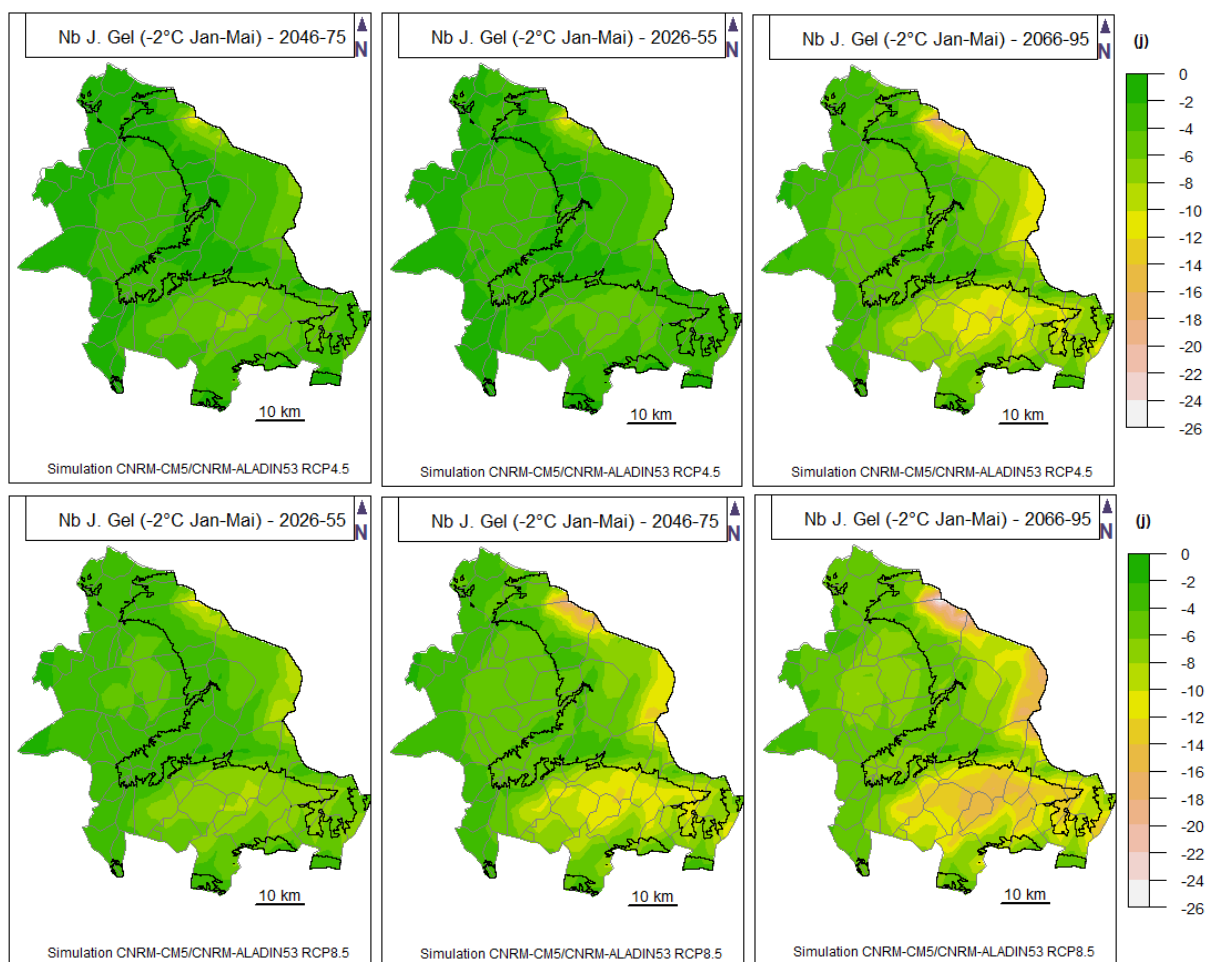 Nb J. Gel (-2°C Jan-Mai) - 2046-75
N
10 km
Simulation CNRM-CM5/CNRM-ALADIN53 RCP4.5
Nb J. Gel (-2°C Jan-Mai) - 2026-55
N
10 km
Simulation CNRM-CM5/CNRM-ALADIN53 RCP4.5
Nb J. Gel (-2°C Jan-Mai) - 2066-95
N
10 km
Simulation CNRM-CM5/CNRM-ALADIN53 RCP4.5
(j)
0
-2
-4
-6
-8
-10
-12
-14
-16
-18
-20
-22
-24
-26
Nb J. Gel (-2°C Jan-Mai) - 2026-55
N
10 km
Simulation CNRM-CM5/CNRM-ALADIN53 RCP8.5
Nb J. Gel (-2°C Jan-Mai) - 2046-75
N
10 km
Simulation CNRM-CM5/CNRM-ALADIN53 RCP8.5
Nb J. Gel (-2°C Jan-Mai) - 2066-95
N
10 km
Simulation CNRM-CM5/CNRM-ALADIN53 RCP8.5
(j)
0
-2
-4
-6
-8
-10
-12
-14
-16
-18
-20
-22
-24
-26